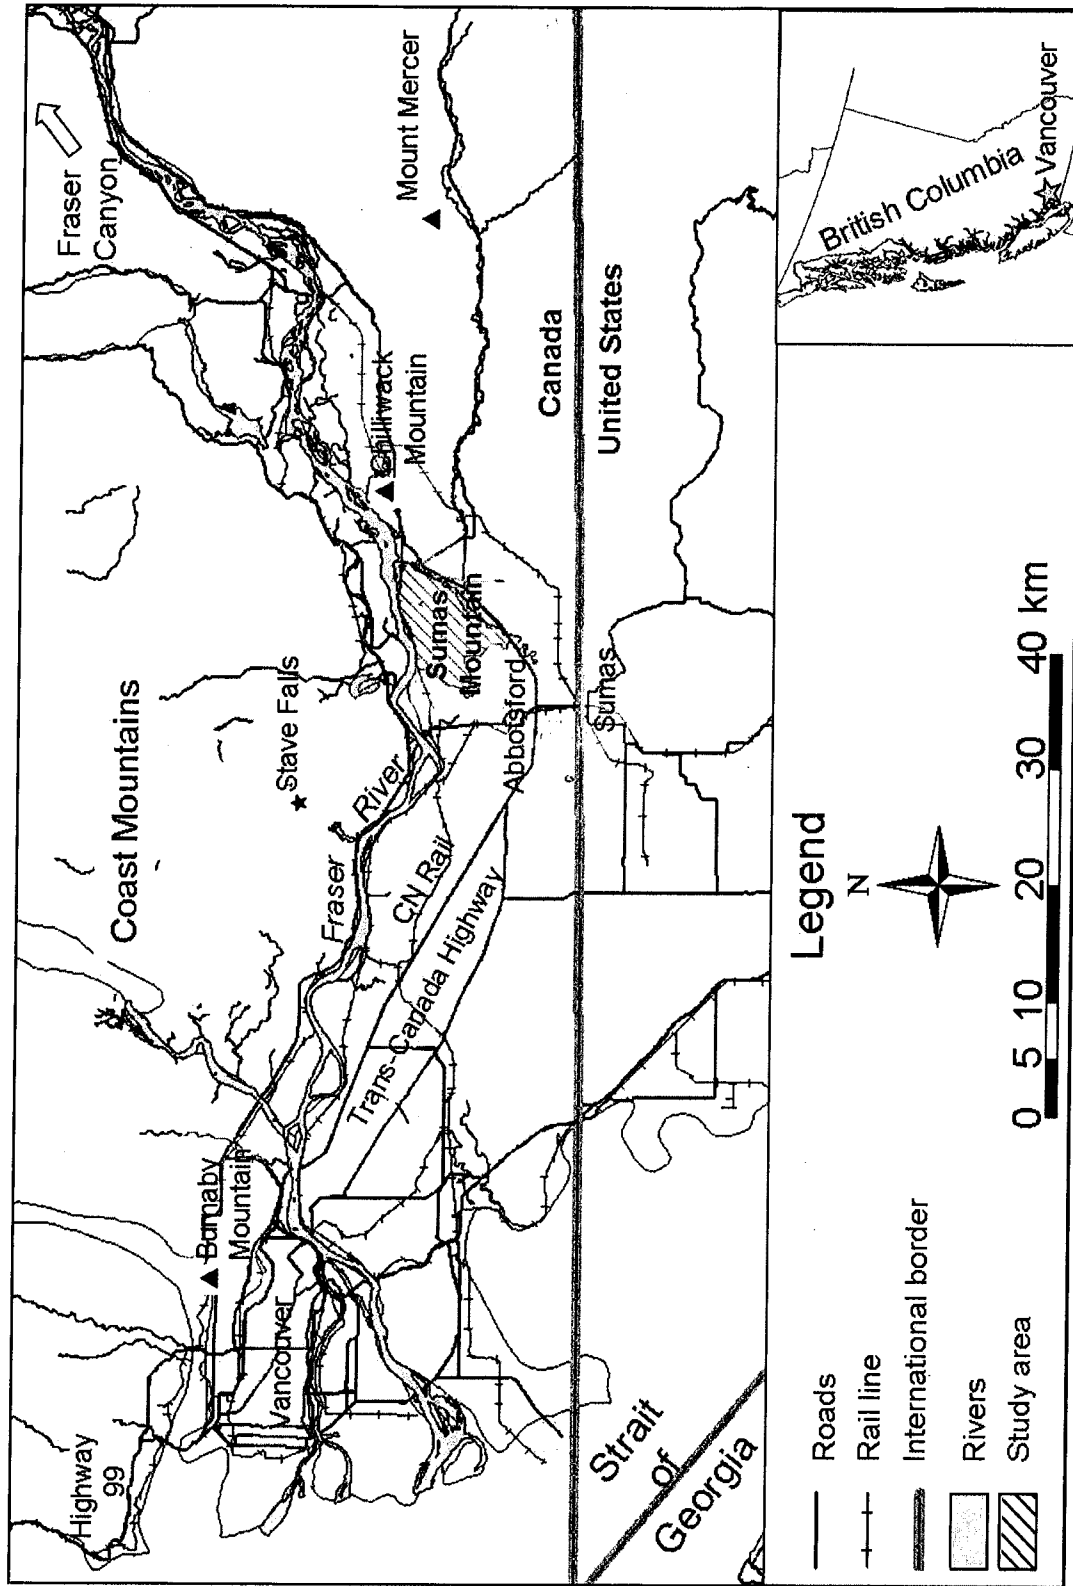 Highway
99
Coast Mountains
Fraser
Canyon
Burnaby
Mountain
Stave Falls
Vancouver
Fraser River
Mount Mercer
Chilliwack
Mountain
CN Rail
Sumas
Mountain
Trans-Canada Highway
Abbotsford
Canada
United States
Sumas
Strait
of
Georgia
Legend
Roads
Rail line
International border
Rivers
Study area
N
0 5 10 20 30 40 km
British Columbia
Vancouver